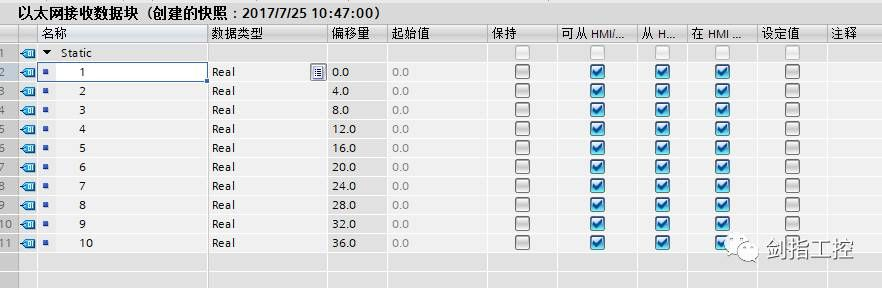 以太网接收数据块（创建的快照：2017/7/25 10:47:00）
名称 数据类型 偏移量 起始值 保持 可从 HMI/... 从 H... 在 HMI ... 设定值 注释
1 Static
2 1 Real 0.0 0.0
3 2 Real 4.0 0.0
4 3 Real 8.0 0.0
5 4 Real 12.0 0.0
6 5 Real 16.0 0.0
7 6 Real 20.0 0.0
8 7 Real 24.0 0.0
9 8 Real 28.0 0.0
10 9 Real 32.0 0.0
11 10 Real 36.0 0.0
剑指工控